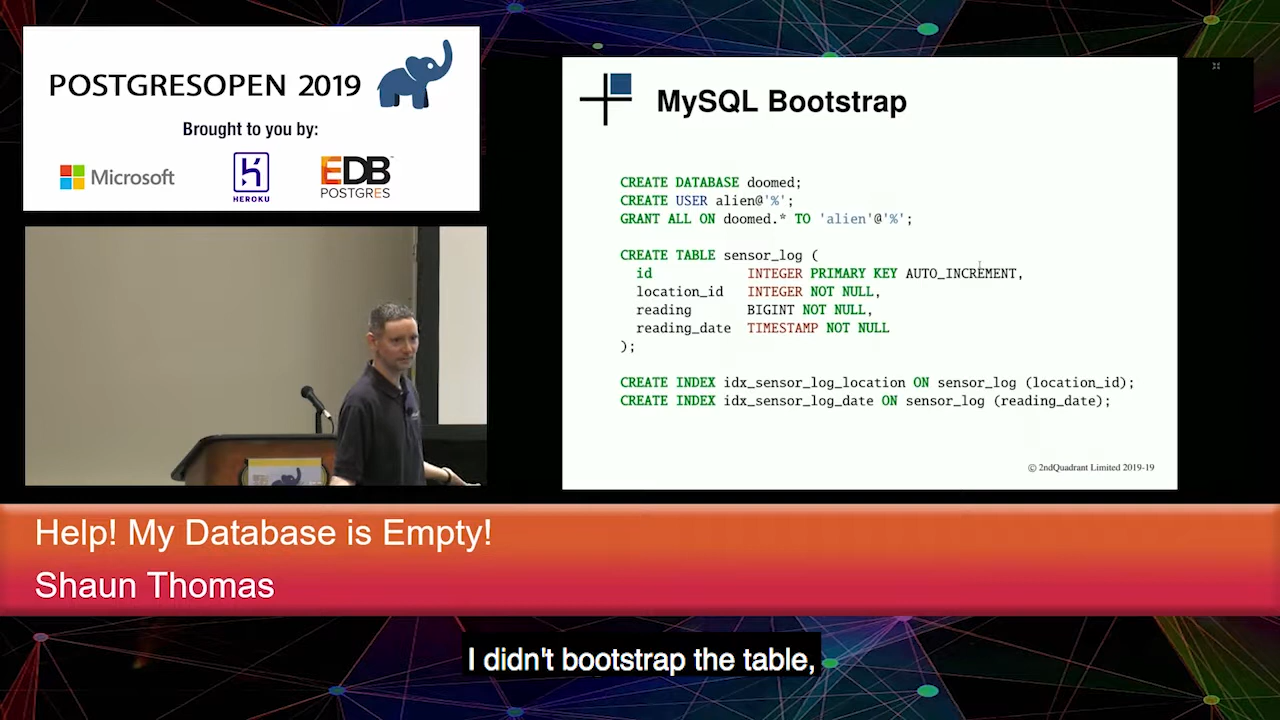 POSTGRESOPEN 2019
Brought to you by:
Microsoft
HEROKU
EDB
POSTGRES
MySQL Bootstrap
CREATE DATABASE doomed;
CREATE USER alien@'%';
GRANT ALL ON doomed.* TO 'alien'@'%';
CREATE TABLE sensor_log (
id INTEGER PRIMARY KEY AUTO_INCREMENT,
location_id INTEGER NOT NULL,
reading BIGINT NOT NULL,
reading_date TIMESTAMP NOT NULL
);
CREATE INDEX idx_sensor_log_location ON sensor_log (location_id);
CREATE INDEX idx_sensor_log_date ON sensor_log (reading_date);
© 2ndQuadrant Limited 2019-19
Help! My Database is Empty!
Shaun Thomas
I didn't bootstrap the table,